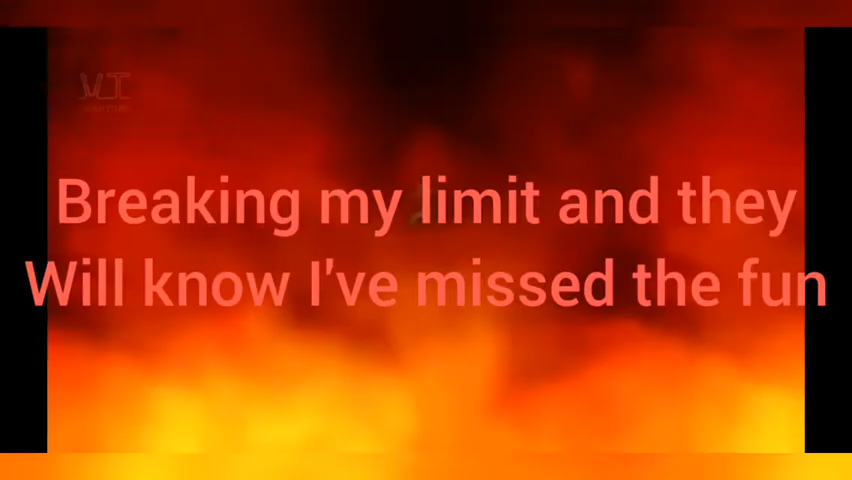 Breaking my limit and they
Will know I've missed the fun